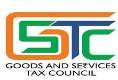 GSTC
GOODS AND SERVICES
TAX COUNCIL